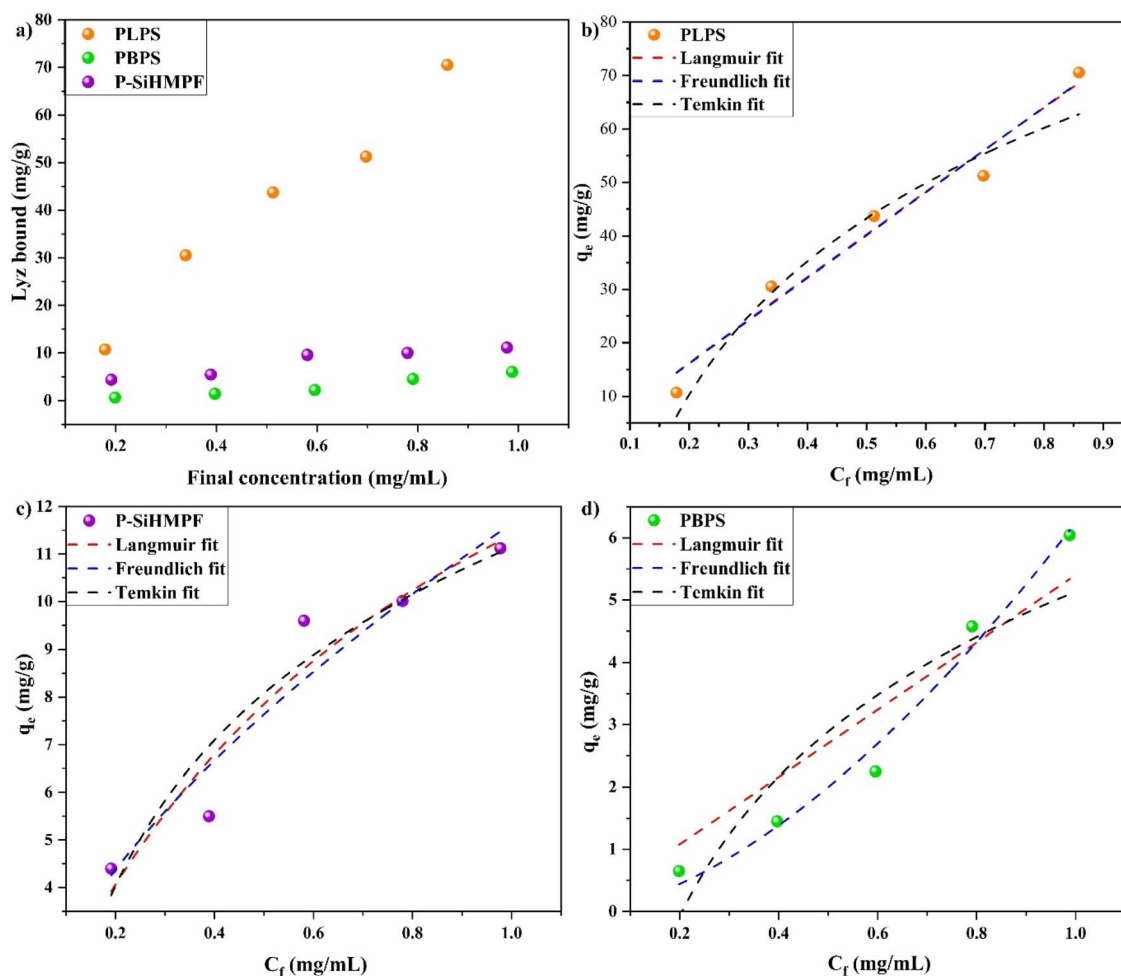 a)
PLPS
PBPS
P-SiHMPF
80
70
60
50
40
30
20
10
0
Lyz bound (mg/g)
0.2
0.4
0.6
0.8
1.0
Final concentration (mg/mL)
b)
PLPS
Langmuir fit
Freundlich fit
Temkin fit
80
70
60
50
40
30
20
10
qe (mg/g)
0.1
0.2
0.3
0.4
0.5
0.6
0.7
0.8
0.9
Cf (mg/mL)
c)
P-SiHMPF
Langmuir fit
Freundlich fit
Temkin fit
12
11
10
9
8
7
6
5
4
qe (mg/g)
0.2
0.4
0.6
0.8
1.0
Cf (mg/mL)
d)
PBPS
Langmuir fit
Freundlich fit
Temkin fit
6
5
4
3
2
1
0
qe (mg/g)
0.2
0.4
0.6
0.8
1.0
Cf (mg/mL)